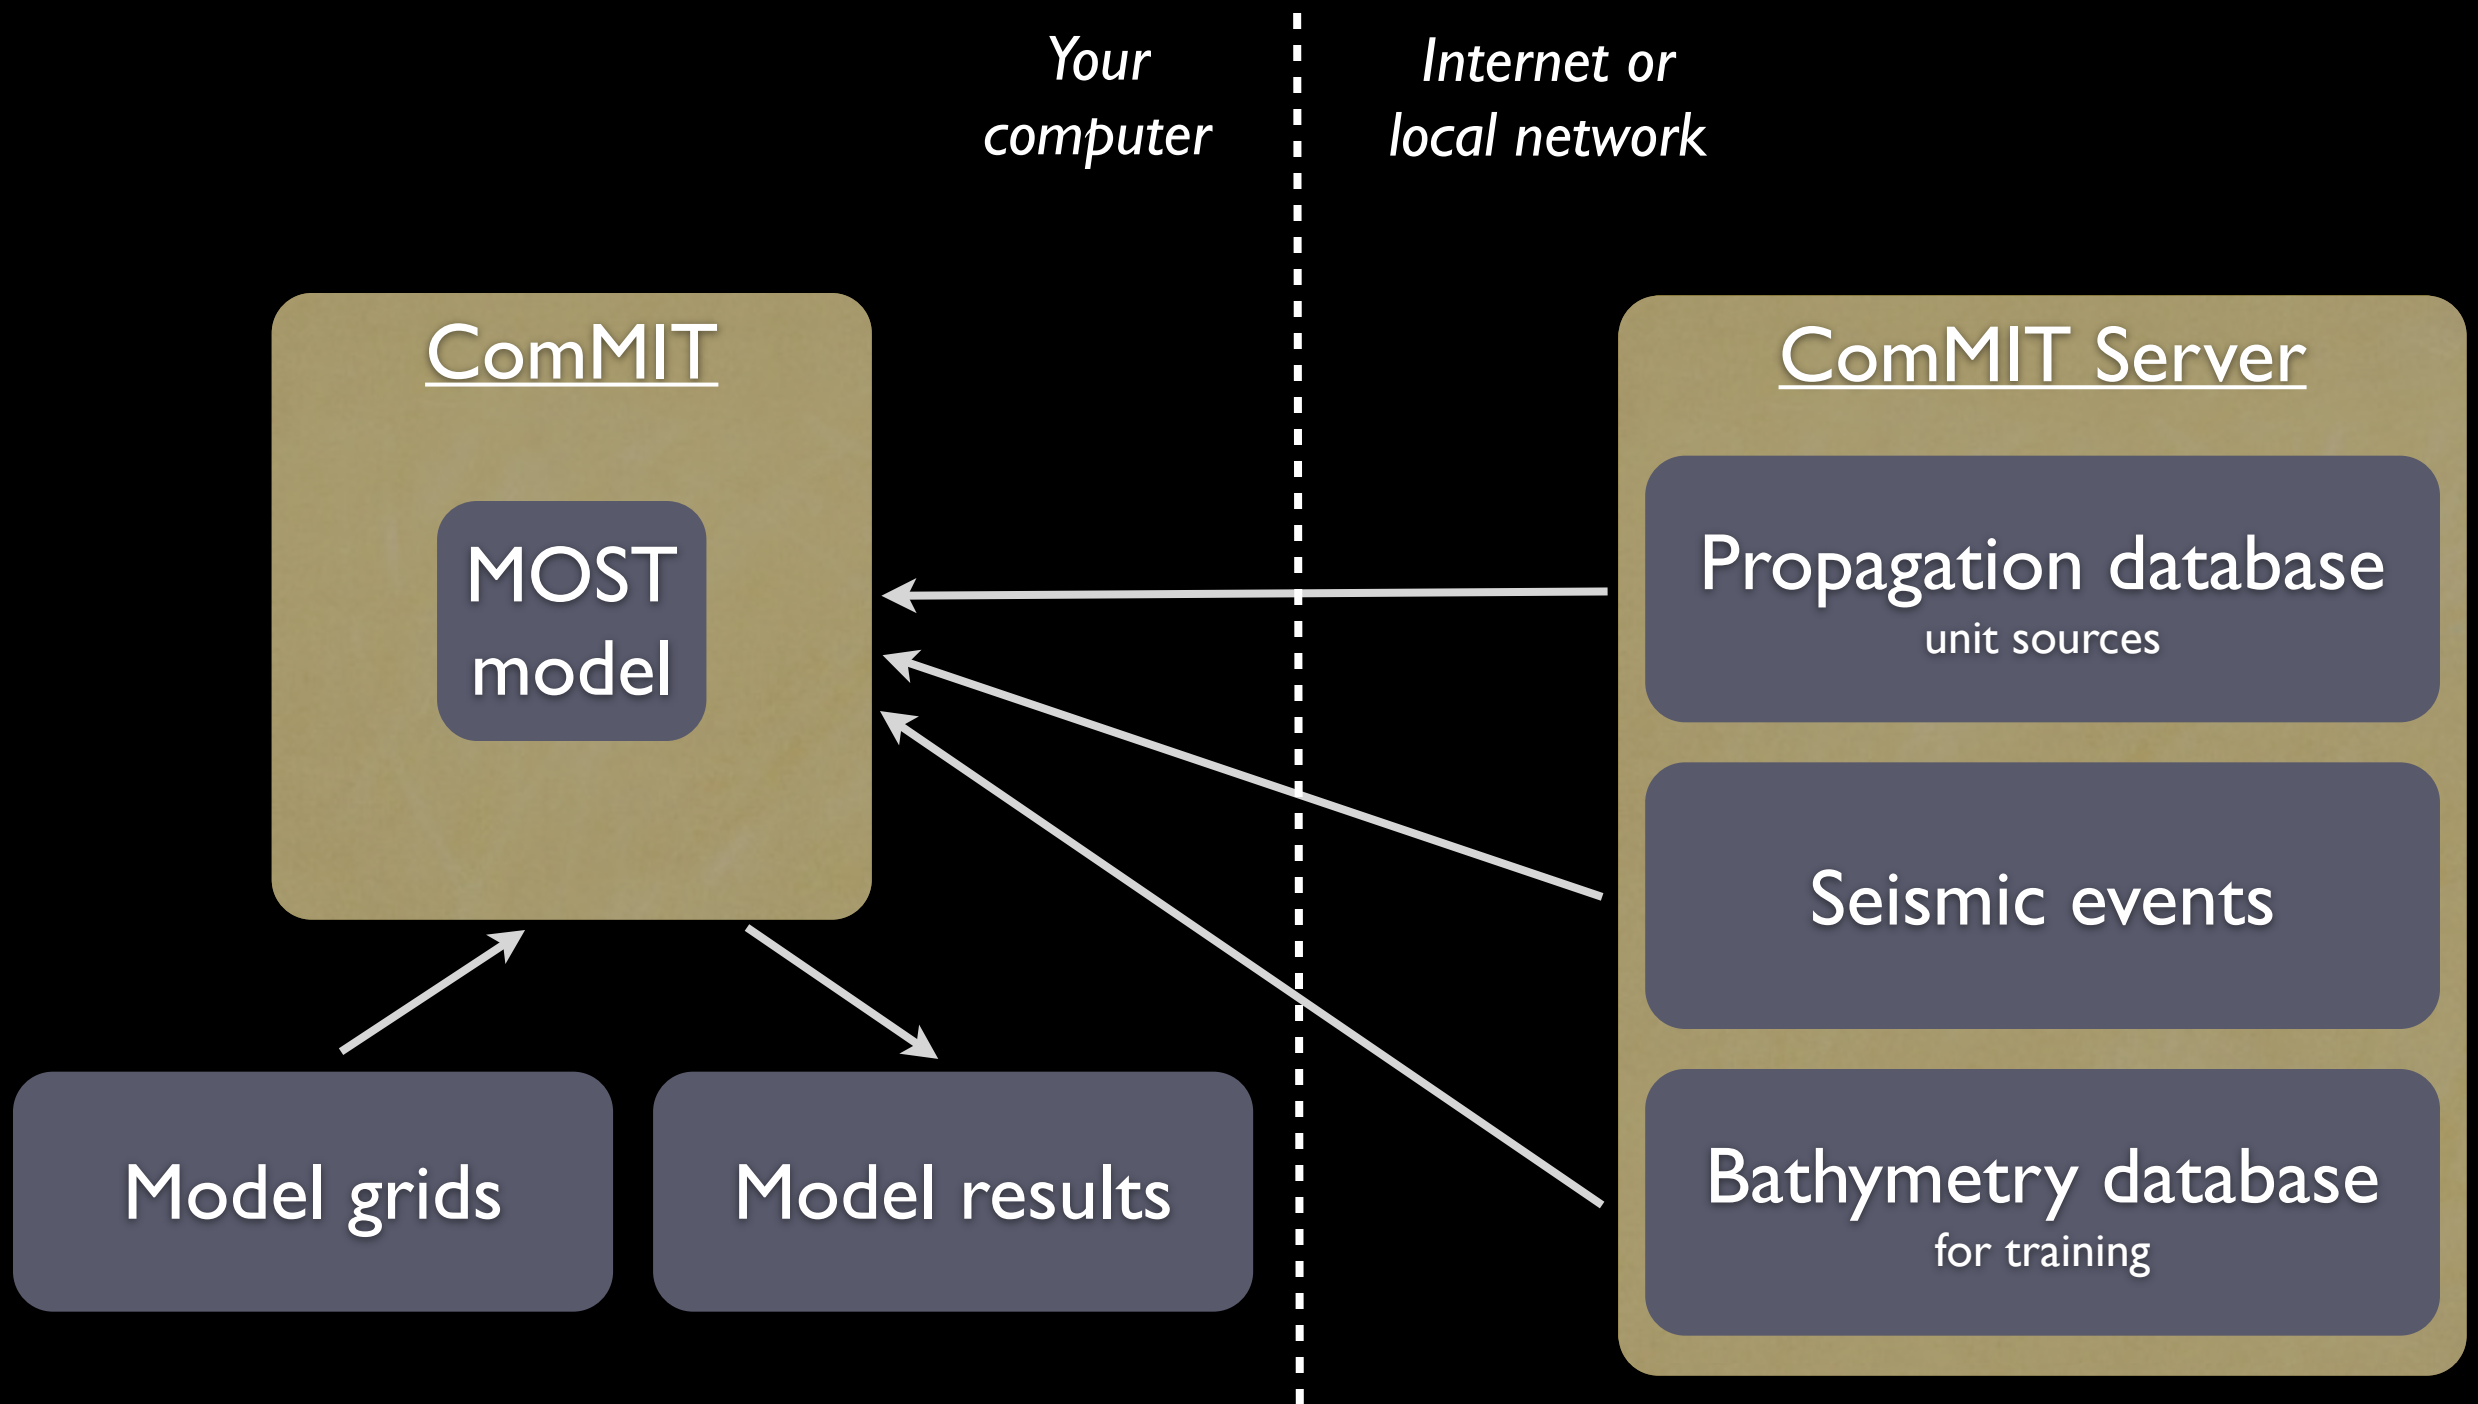 Your
computer
Internet or
local network
ComMIT
MOST
model
Model grids
Model results
ComMIT Server
Propagation database
unit sources
Seismic events
Bathymetry database
for training